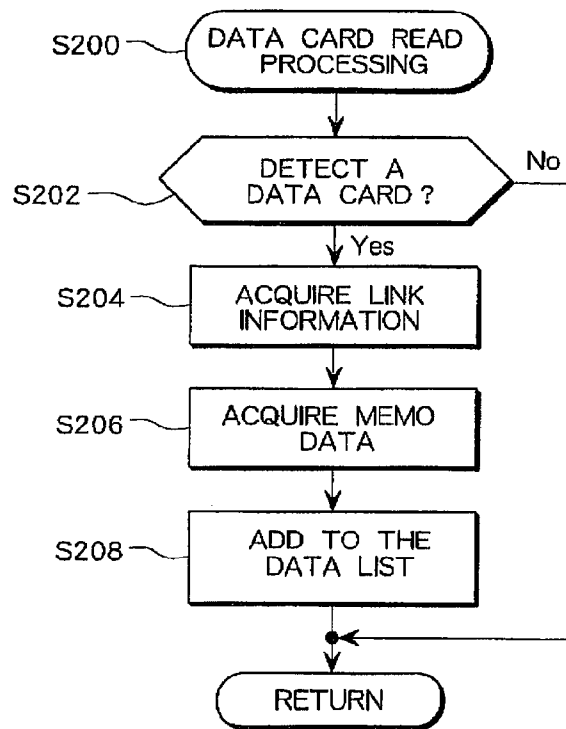 S200
DATA CARD READ
PROCESSING
S202
DETECT A
DATA CARD?
No
Yes
S204
ACQUIRE LINK
INFORMATION
S206
ACQUIRE MEMO
DATA
S208
ADD TO THE
DATA LIST
RETURN